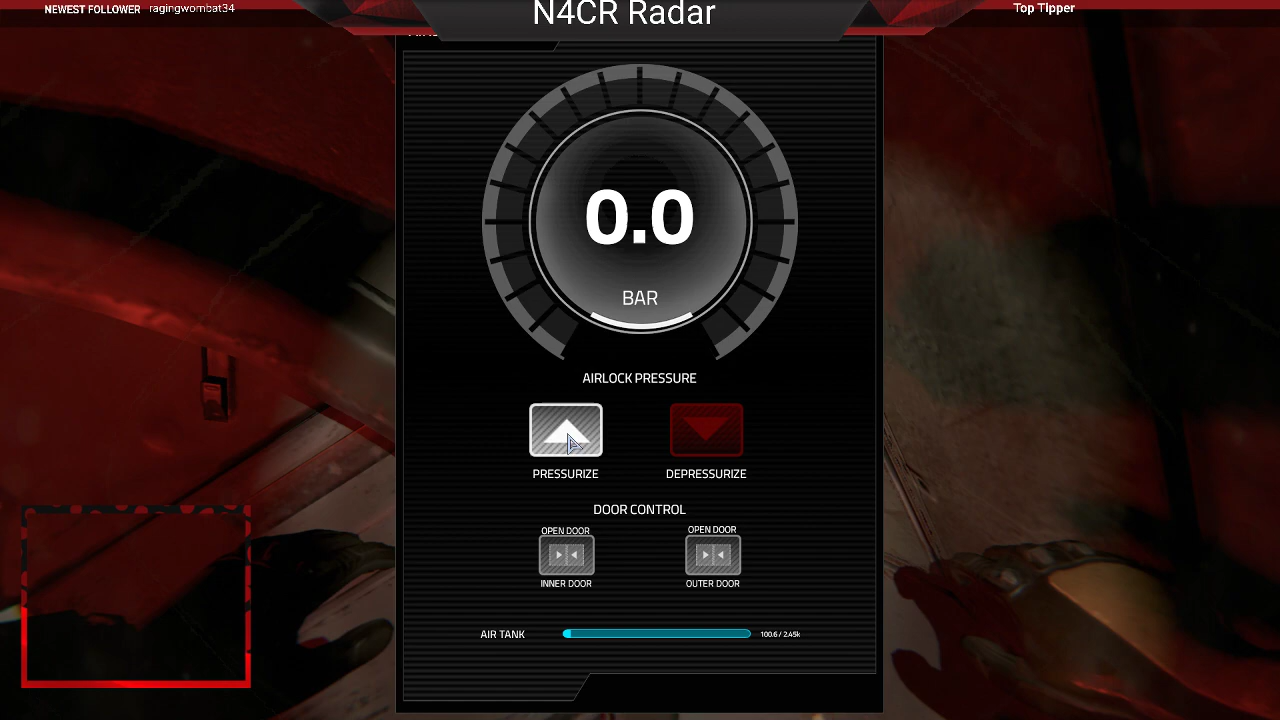 NEWEST FOLLOWER ragingwombat34
N4CR Radar
Top Tipper
0.0
BAR
AIRLOCK PRESSURE
PRESSURIZE
DEPRESSURIZE
DOOR CONTROL
OPEN DOOR
OPEN DOOR
INNER DOOR
OUTER DOOR
AIR TANK
100.6 / 2.45k